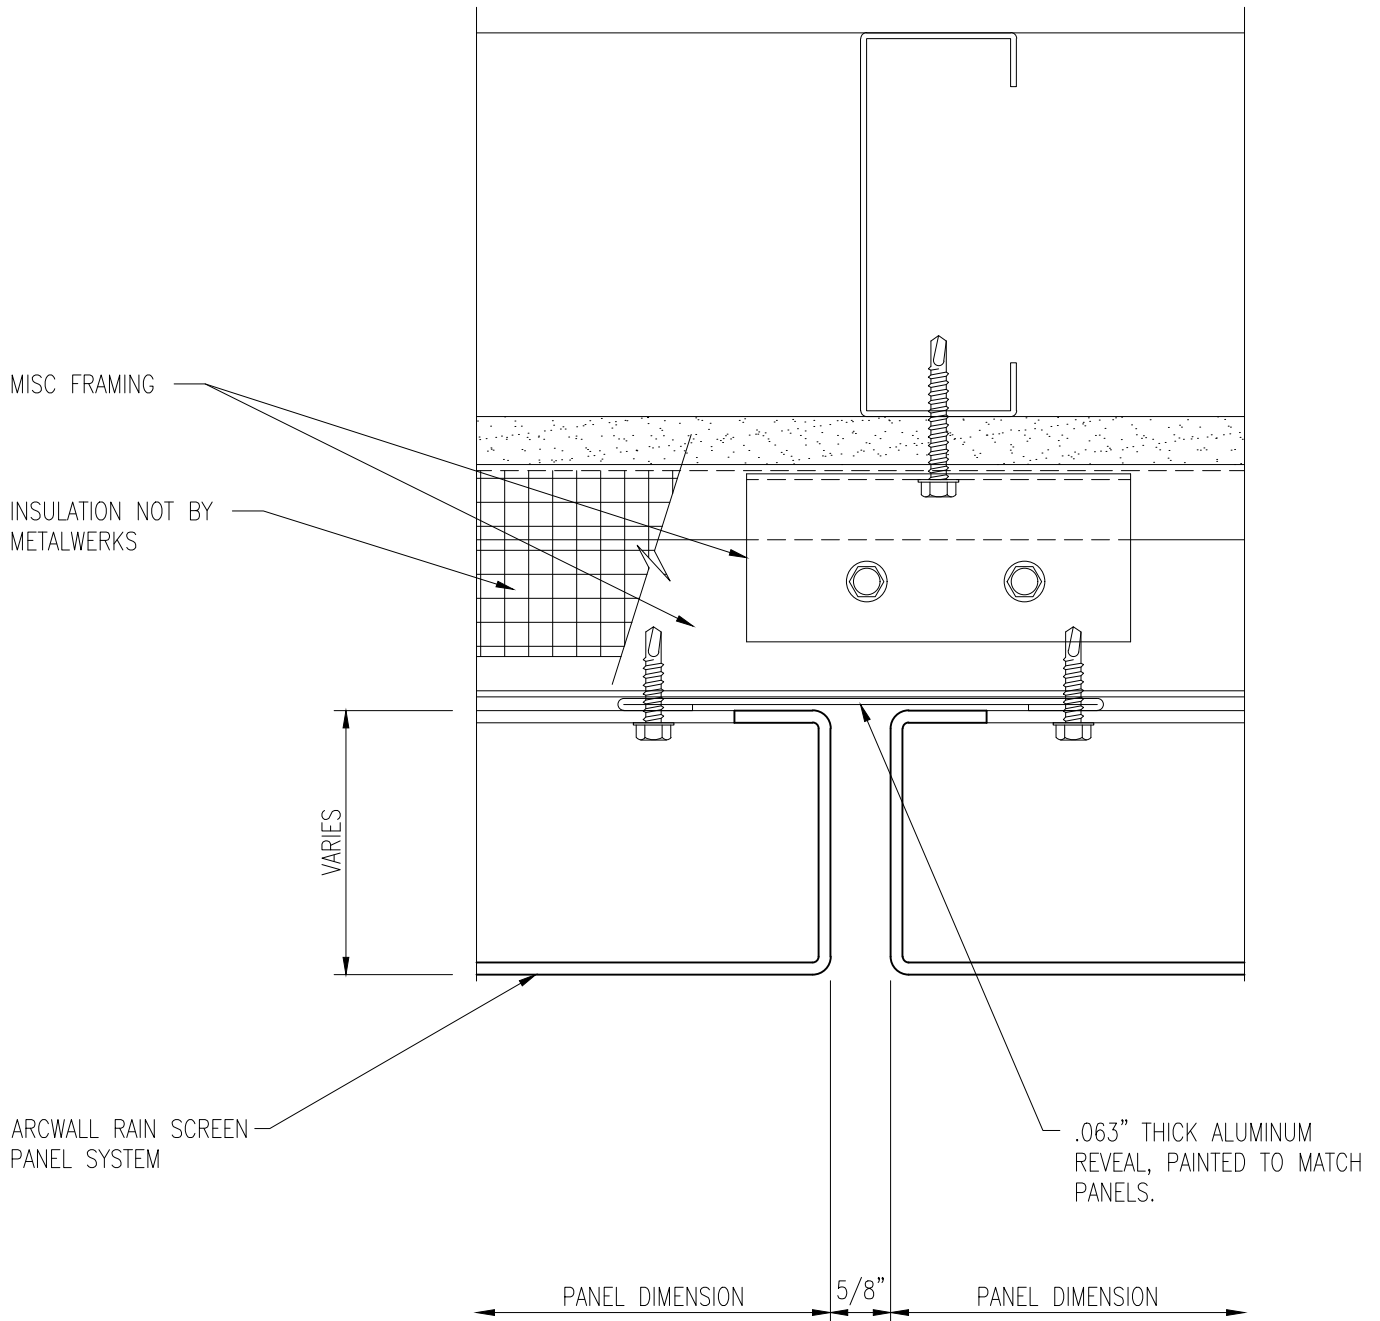 MISC FRAMING
INSULATION NOT BY
METALWERKS
VARIES
ARCWALL RAIN SCREEN
PANEL SYSTEM
.063” THICK ALUMINUM
REVEAL, PAINTED TO MATCH
PANELS.
PANEL DIMENSION
5/8”
PANEL DIMENSION